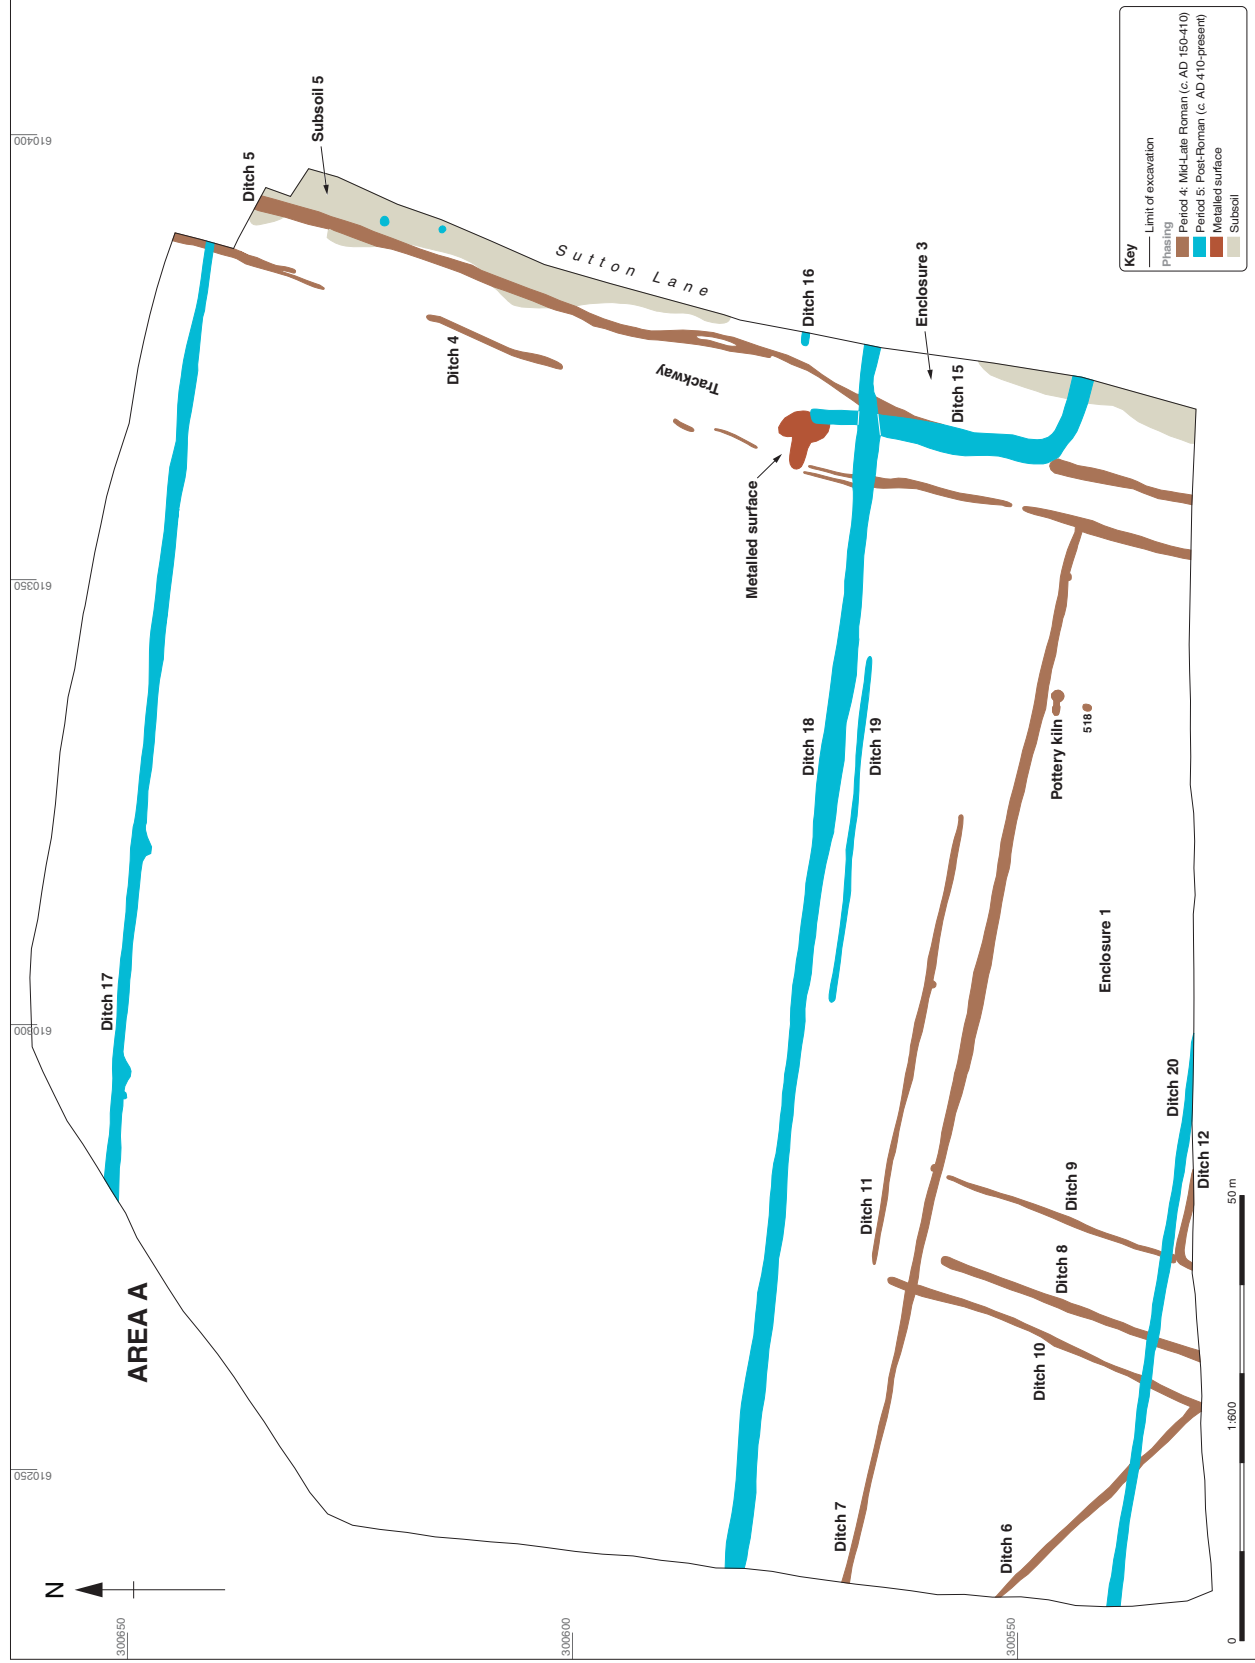 AREA A
N
610400
610350
610300
610250
300650
300600
300550
Subsoil 5
Ditch 5
Sutton Lane
Ditch 4
Trackway
Ditch 16
Enclosure 3
Ditch 15
Metalled surface
Ditch 17
Ditch 18
Ditch 19
Pottery kiln
518
Enclosure 1
Ditch 20
Ditch 12
Ditch 9
Ditch 8
Ditch 11
Ditch 10
Ditch 7
Ditch 6
0
1:600
50 m
Key
Limit of excavation
Phasing
Period 4: Mid-Late Roman (c. AD 150-410)
Period 5: Post-Roman (c. AD 410-present)
Metalled surface
Subsoil